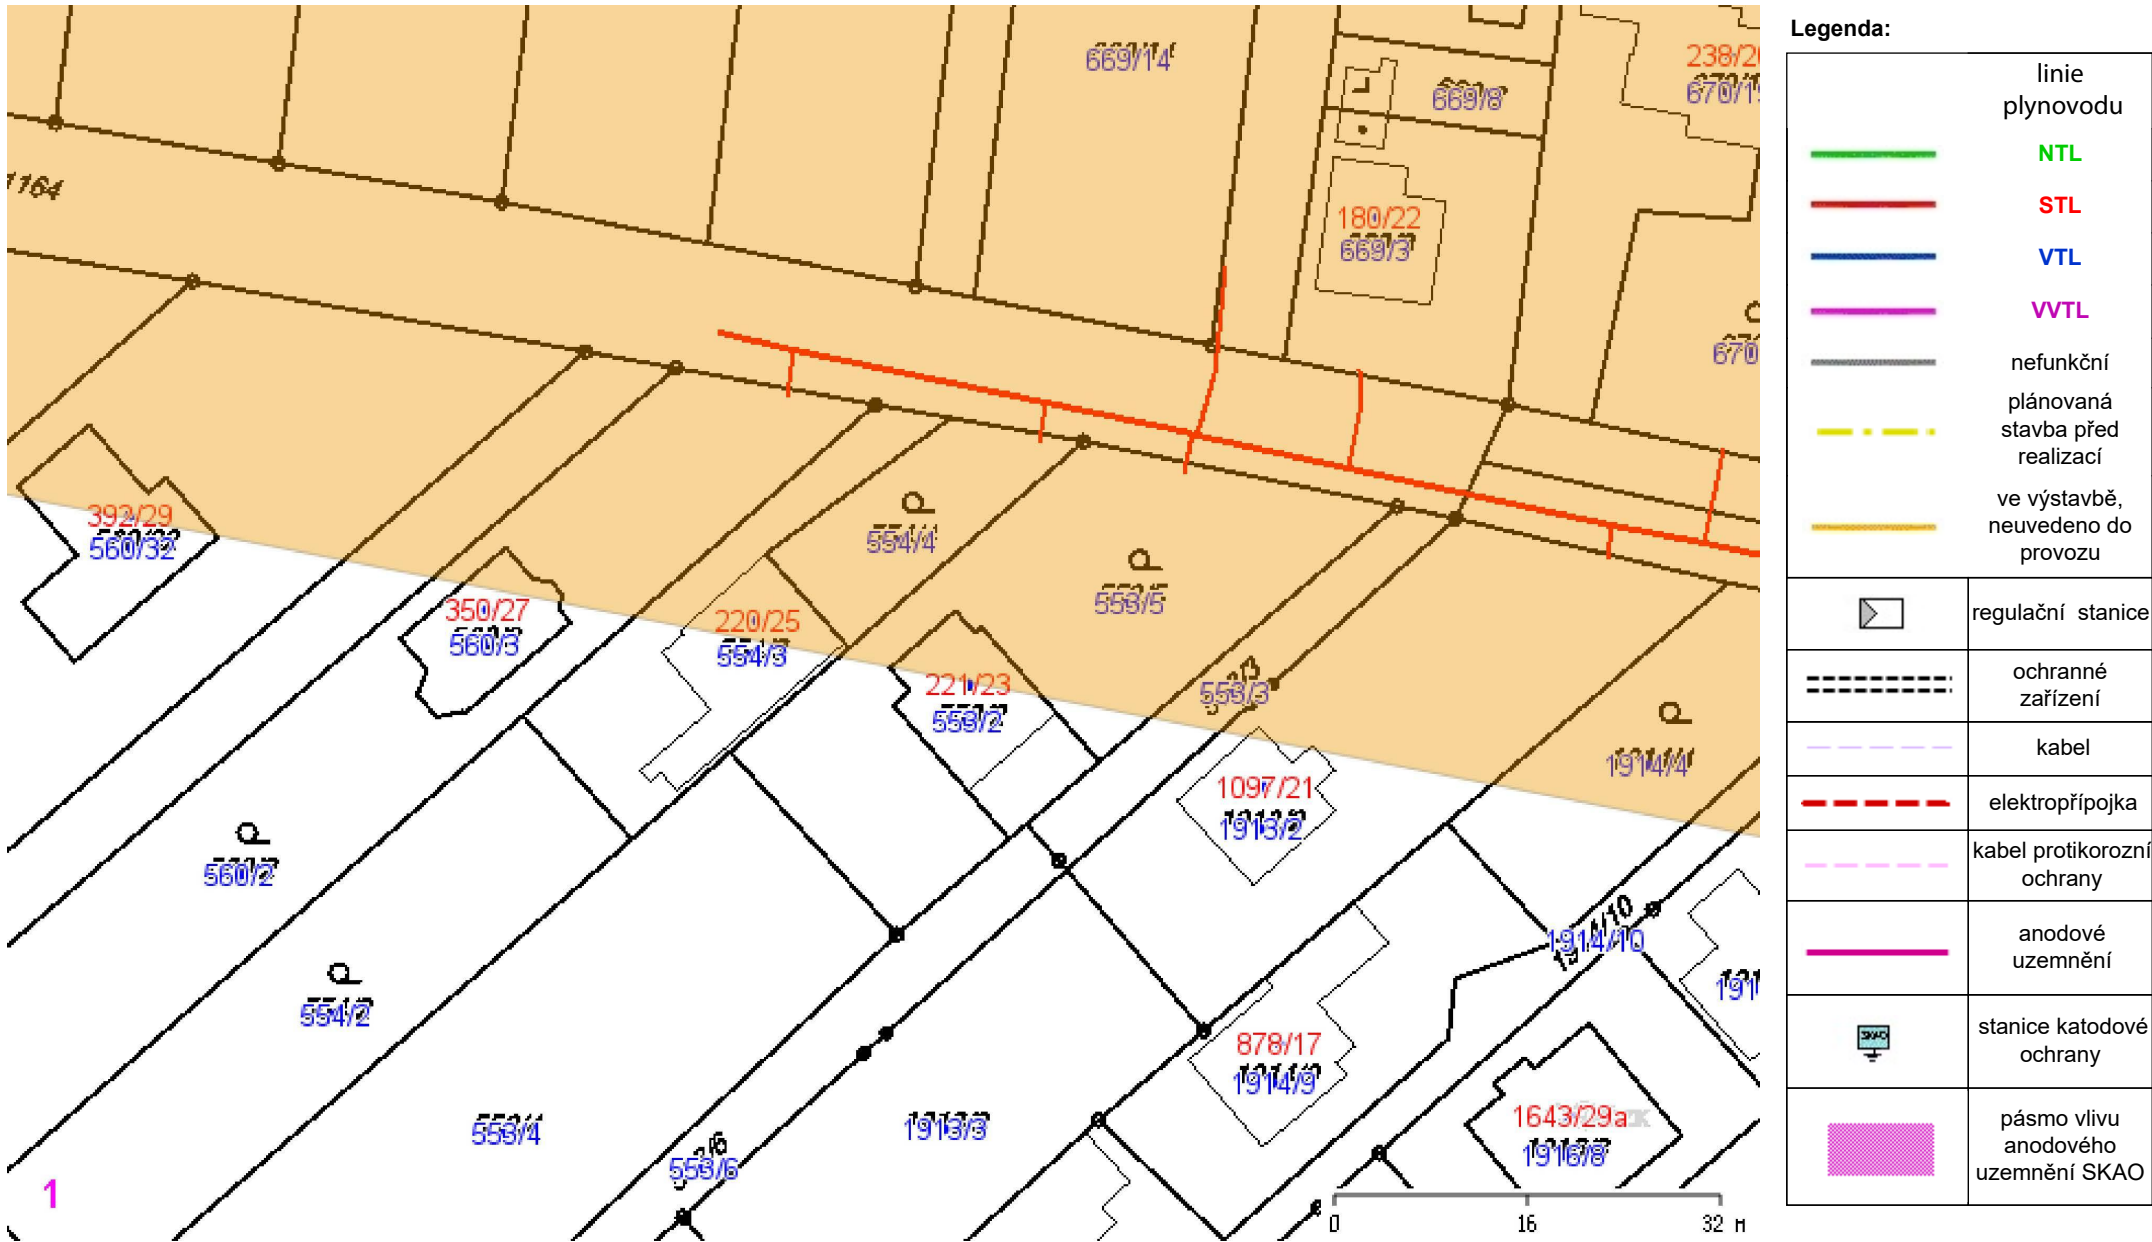 669/14
669/8
238/2
670/1
1164
180/22
669/3
670
392/29
560/32
350/27
560/3
220/25
554/3
554/4
553/5
221/23
553/2
553/3
1914/4
1097/21
1913/2
560/2
554/2
1914/10
1914/10
191
878/17
1914/9
553/4
1913/3
553/6
1643/29a
1916/8
1
0 16 32 M
Legenda:
linie
plynovodu
NTL
STL
VTL
VVTL
nefunkční
plánovaná
stavba před
realizací
ve výstavbě,
neuvedeno do
provozu
regulační stanice
ochranné
zařízení
kabel
elektropřípojka
kabel protikorozní
ochrany
anodové
uzemnění
SKAO
stanice katodové
ochrany
pásmo vlivu
anodového
uzemnění SKAO